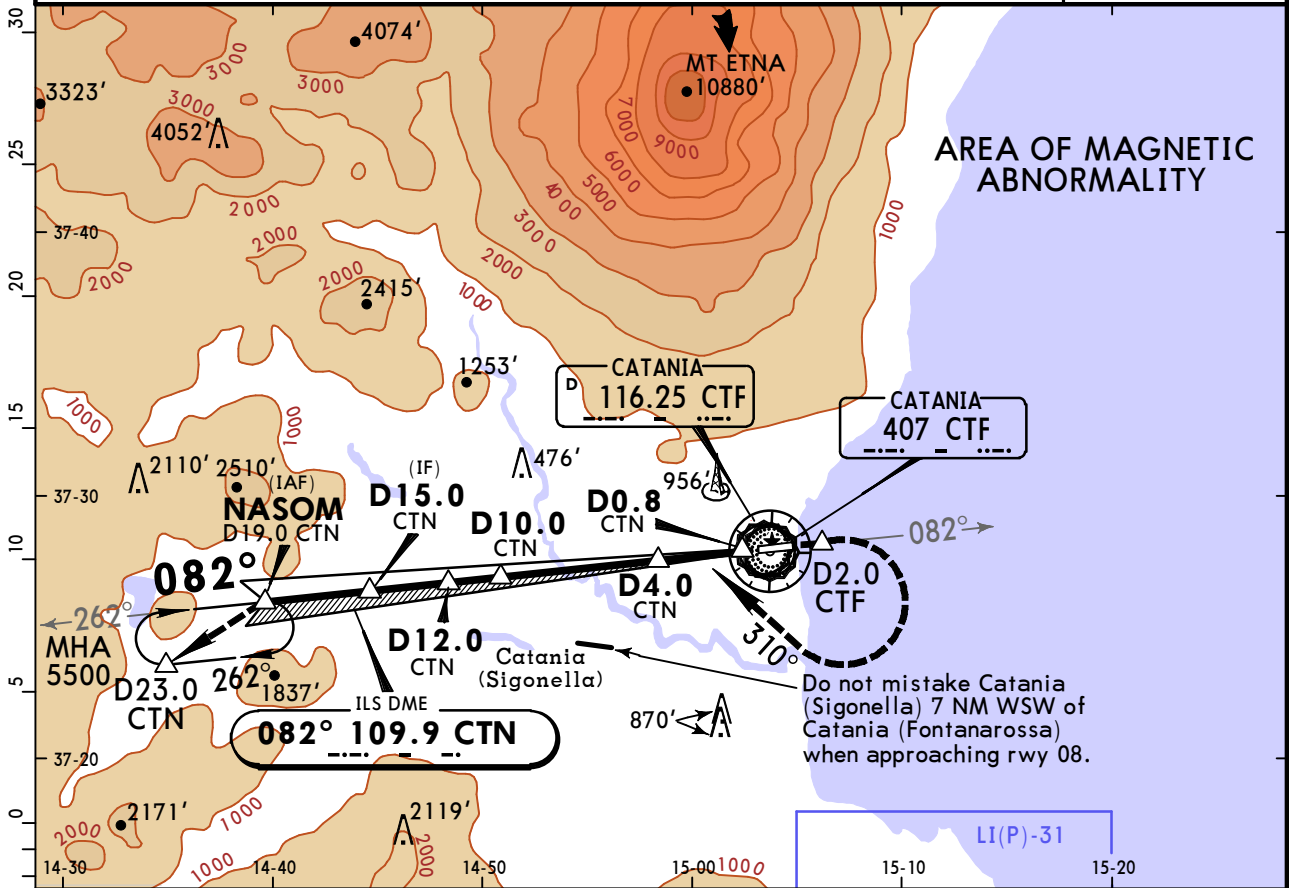 30
4074'
3000
3000
MT ETNA
10880'
3323'
3000
4052'
7000
9000
6000
5000
4000
3000
2000
1000
25
AREA OF MAGNETIC
ABNORMALITY
2000
1000
37-40
2000
2000
2000
20
2415'
1253'
CATANIA
D 116.25 CTF
CATANIA
407 CTF
15
1000
1000
2110'
2510'
(IAF)
NASOM
D19.0 CTN
(IF)
D15.0
CTN
476'
956'
37-30
D10.0
CTN
D0.8
CTN
082°
10
082°
D4.0
CTN
D2.0
CTF
262°
MHA
5500
D12.0
CTN
310°
D23.0
CTN
262°
1837'
Catania
(Sigonella)
5
ILS DME
082° 109.9 CTN
870'
Do not mistake Catania
(Sigonella) 7 NM WSW of
Catania (Fontanarossa)
when approaching rwy 08.
37-20
0
2171'
2000
1000
1000
2119'
2000
LI(P)-31
1000
14-30
14-40
14-50
15-00
15-10
15-20